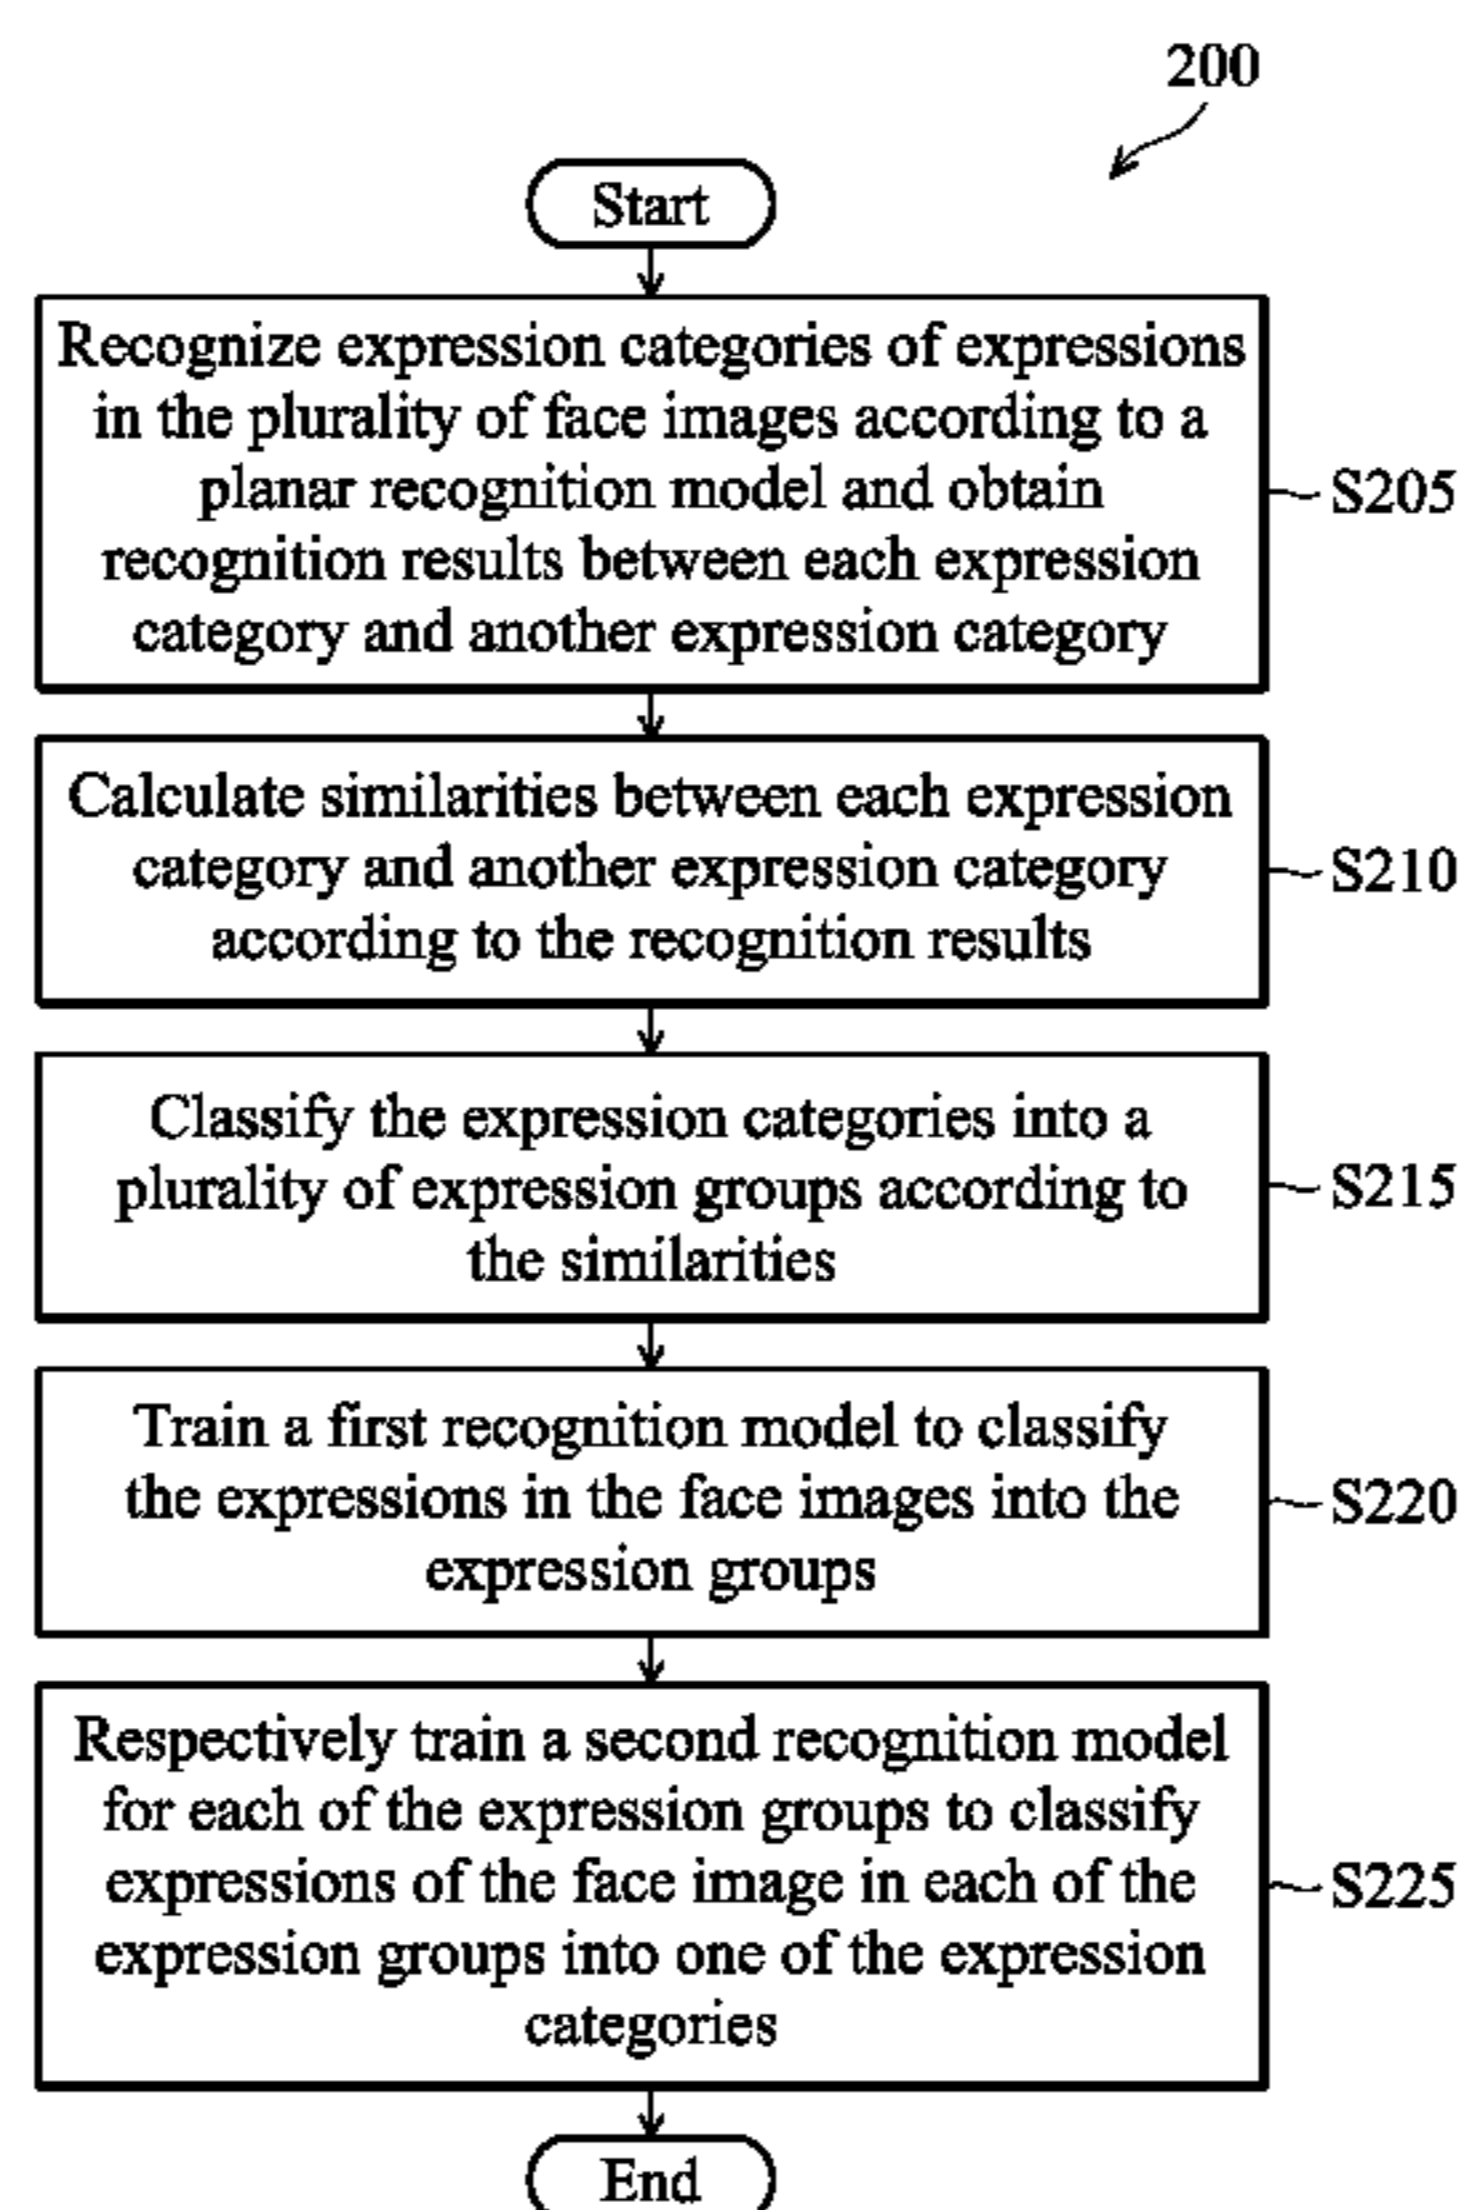 200
Start
Recognize expression categories of expressions
in the plurality of face images according to a
planar recognition model and obtain
recognition results between each expression
category and another expression category
S205
Calculate similarities between each expression
category and another expression category
according to the recognition results
S210
Classify the expression categories into a
plurality of expression groups according to
the similarities
S215
Train a first recognition model to classify
the expressions in the face images into the
expression groups
S220
Respectively train a second recognition model
for each of the expression groups to classify
expressions of the face image in each of the
expression groups into one of the expression
categories
S225
End